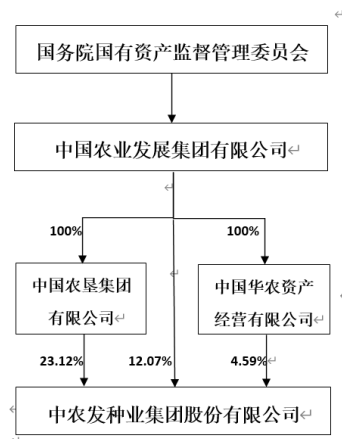 国务院国有资产监督管理委员会
中国农业发展集团有限公司
100%
100%
中国农垦集团
有限公司
中国华农资产
经营有限公司
23.12%
12.07%
4.59%
中农发种业集团股份有限公司